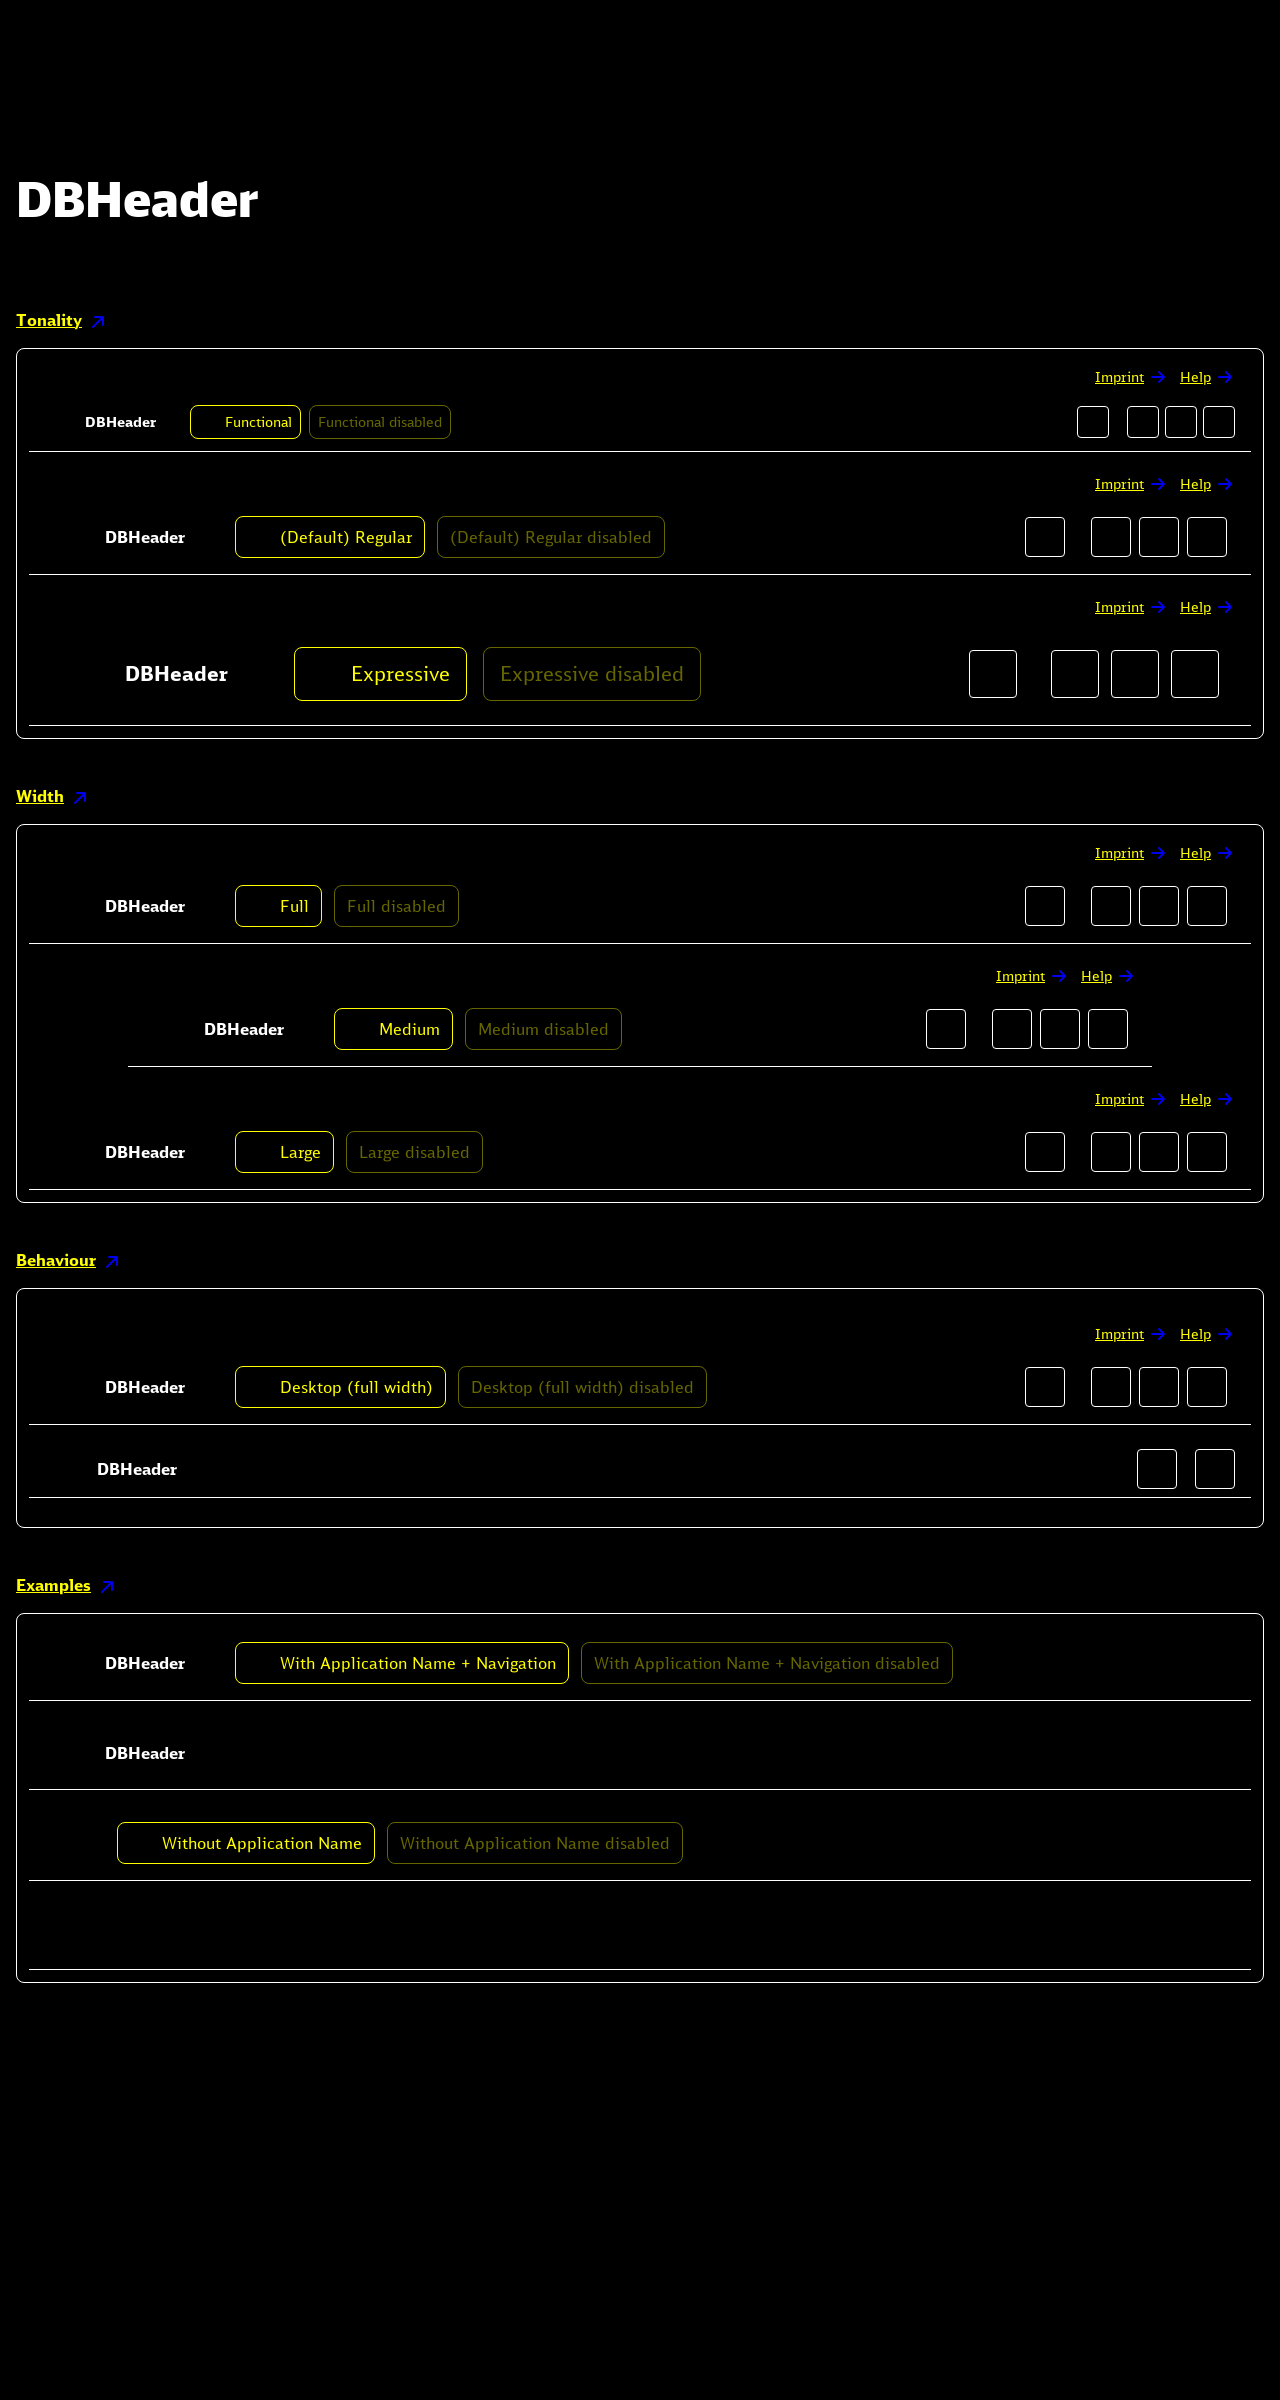 DBHeader
Tonality
Imprint Help
DBHeader Functional Functional disabled
Imprint Help
DBHeader (Default) Regular (Default) Regular disabled
Imprint Help
DBHeader Expressive Expressive disabled
Width
Imprint Help
DBHeader Full Full disabled
Imprint Help
DBHeader Medium Medium disabled
Imprint Help
DBHeader Large Large disabled
Behaviour
Imprint Help
DBHeader Desktop (full width) Desktop (full width) disabled
DBHeader
Examples
DBHeader With Application Name + Navigation With Application Name + Navigation disabled
DBHeader
Without Application Name Without Application Name disabled